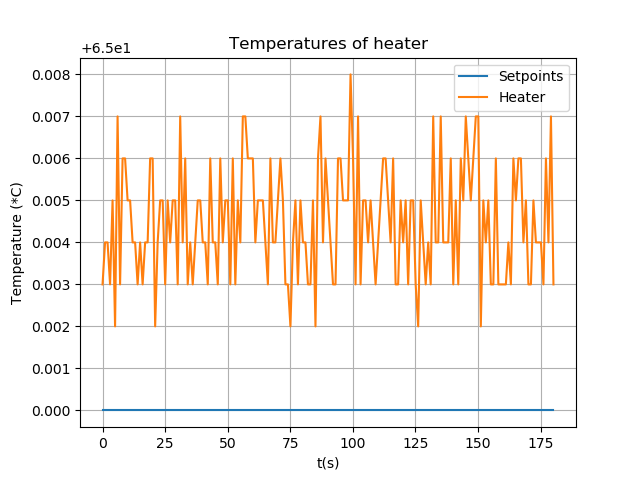 +6.5e1
Temperatures of heater
Setpoints
Heater
Temperature (*C)
0.008
0.007
0.006
0.005
0.004
0.003
0.002
0.001
0.000
0 25 50 75 100 125 150 175
t(s)